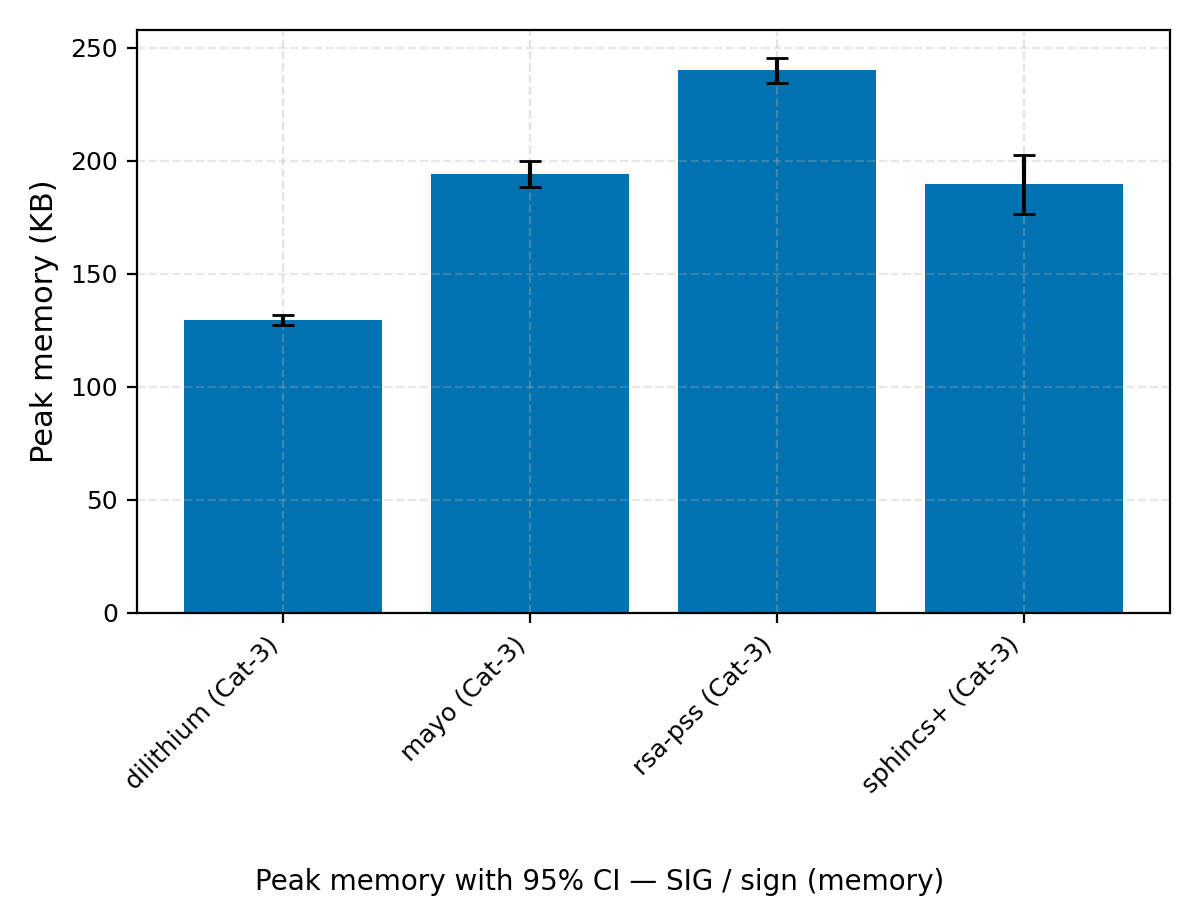 250
200
150
100
50
0
Peak memory (KB)
dilithium (Cat-3)
mayo (Cat-3)
rsa-pss (Cat-3)
sphincs+ (Cat-3)
Peak memory with 95% CI — SIG / sign (memory)